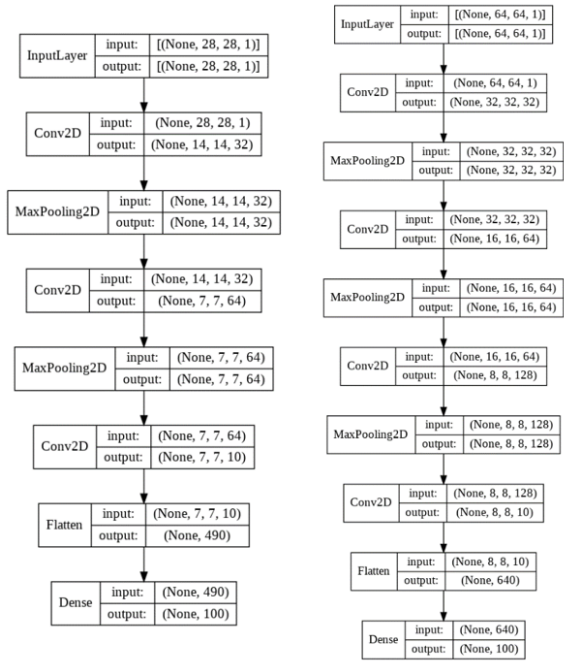 InputLayer
input: [(None, 28, 28, 1)]
output: [(None, 28, 28, 1)]
Conv2D
input: (None, 28, 28, 1)
output: (None, 14, 14, 32)
MaxPooling2D
input: (None, 14, 14, 32)
output: (None, 14, 14, 32)
Conv2D
input: (None, 14, 14, 32)
output: (None, 7, 7, 64)
MaxPooling2D
input: (None, 7, 7, 64)
output: (None, 7, 7, 64)
Conv2D
input: (None, 7, 7, 64)
output: (None, 7, 7, 10)
Flatten
input: (None, 7, 7, 10)
output: (None, 490)
Dense
input: (None, 490)
output: (None, 100)
InputLayer
input: [(None, 64, 64, 1)]
output: [(None, 64, 64, 1)]
Conv2D
input: (None, 64, 64, 1)
output: (None, 32, 32, 32)
MaxPooling2D
input: (None, 32, 32, 32)
output: (None, 32, 32, 32)
Conv2D
input: (None, 32, 32, 32)
output: (None, 16, 16, 64)
MaxPooling2D
input: (None, 16, 16, 64)
output: (None, 16, 16, 64)
Conv2D
input: (None, 16, 16, 64)
output: (None, 8, 8, 128)
MaxPooling2D
input: (None, 8, 8, 128)
output: (None, 8, 8, 128)
Conv2D
input: (None, 8, 8, 128)
output: (None, 8, 8, 10)
Flatten
input: (None, 8, 8, 10)
output: (None, 640)
Dense
input: (None, 640)
output: (None, 100)